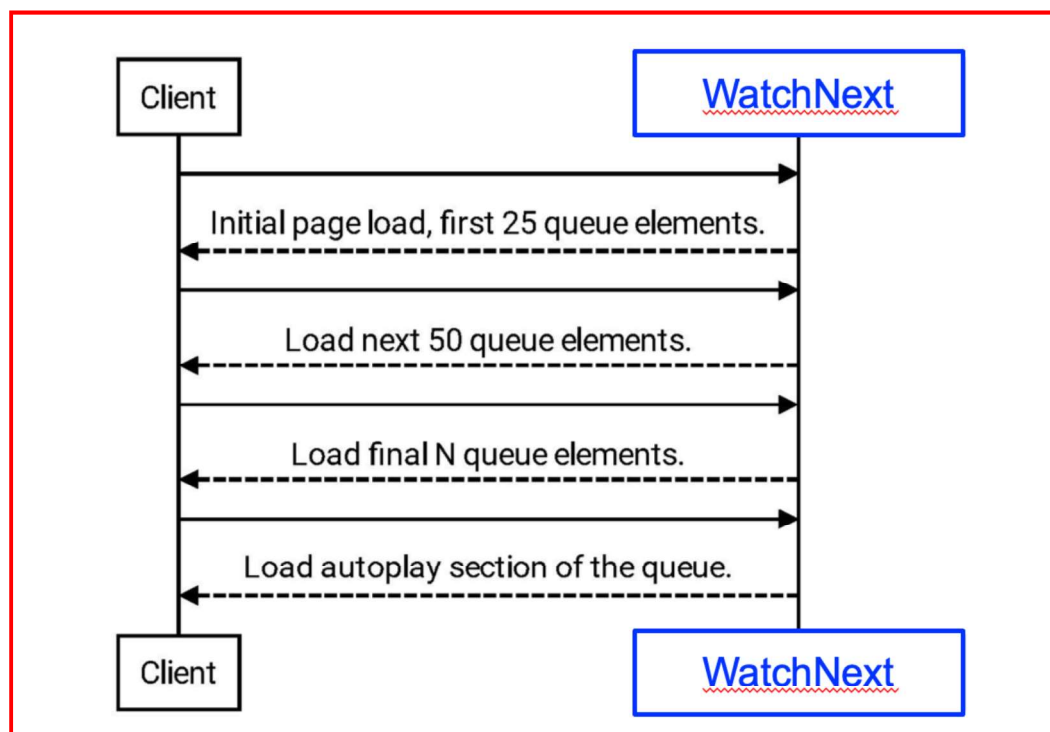 Client
WatchNext
Initial page load, first 25 queue elements.
Load next 50 queue elements.
Load final N queue elements.
Load autoplay section of the queue.
Client
WatchNext